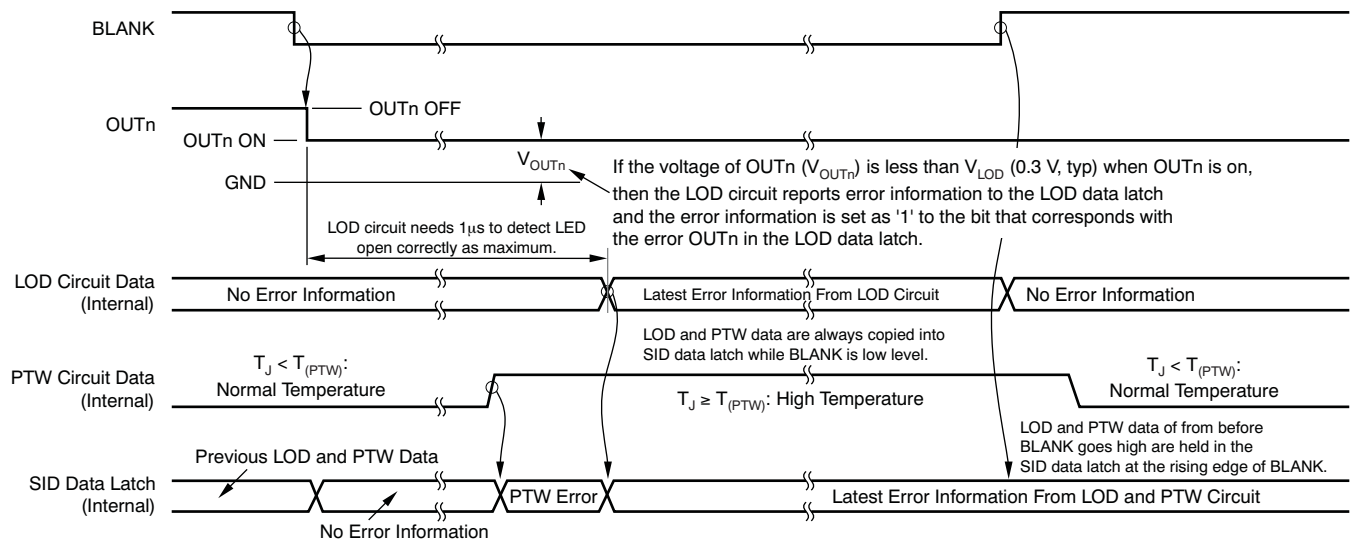 BLANK
OUTn
OUTn OFF
OUTn ON
GND
V_OUTn
If the voltage of OUTn (V_OUTn) is less than V_LOD (0.3 V, typ) when OUTn is on,
then the LOD circuit reports error information to the LOD data latch
and the error information is set as '1' to the bit that corresponds with
the error OUTn in the LOD data latch.
LOD circuit needs 1µs to detect LED
open correctly as maximum.
LOD Circuit Data
(Internal)
No Error Information
Latest Error Information From LOD Circuit
No Error Information
LOD and PTW data are always copied into
SID data latch while BLANK is low level.
PTW Circuit Data
(Internal)
T_J < T_(PTW):
Normal Temperature
T_J ≥ T_(PTW): High Temperature
T_J < T_(PTW):
Normal Temperature
LOD and PTW data of from before
BLANK goes high are held in the
SID data latch at the rising edge of BLANK.
SID Data Latch
(Internal)
Previous LOD and PTW Data
No Error Information
PTW Error
Latest Error Information From LOD and PTW Circuit